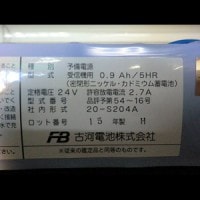 種別 予備電源
型式 受信機用 0.9Ah/5HR
(密閉形ニッケル・カドミウム蓄電池)
定格電圧 24V 許容放電電流 2.7A
型式番号 品評予第54~16号
社内形式 20-S204A
ロット番号 15年製 H
FB 古河電池株式会社